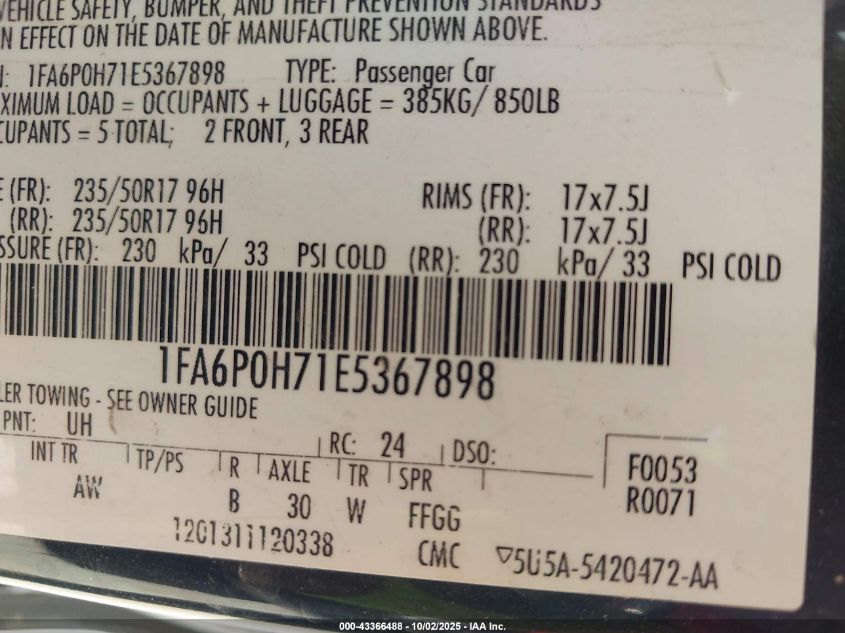 VEHICLE SAFETY, BUMPER, AND THEFT PREVENTION STANDARDS
N EFFECT ON THE DATE OF MANUFACTURE SHOWN ABOVE.
N: 1FA6P0H71E5367898 TYPE: Passenger Car
XIMUM LOAD = OCCUPANTS + LUGGAGE = 385KG/ 850LB
CUPANTS = 5 TOTAL; 2 FRONT, 3 REAR
E (FR): 235/50R17 96H RIMS (FR): 17x7.5J
(RR): 235/50R17 96H (RR): 17x7.5J
SSURE (FR): 230 kPa/ 33 PSI COLD (RR): 230 kPa/ 33 PSI COLD
1FA6P0H71E5367898
LER TOWING - SEE OWNER GUIDE
PNT: UH RC: 24 DSO:
INT TR TP/PS R AXLE TR SPR F0053
AW B 30 W FFGG R0071
1201311120338 CMC ▽5U5A-5420472-AA
000-43366488 - 10/02/2025 - IAA Inc.